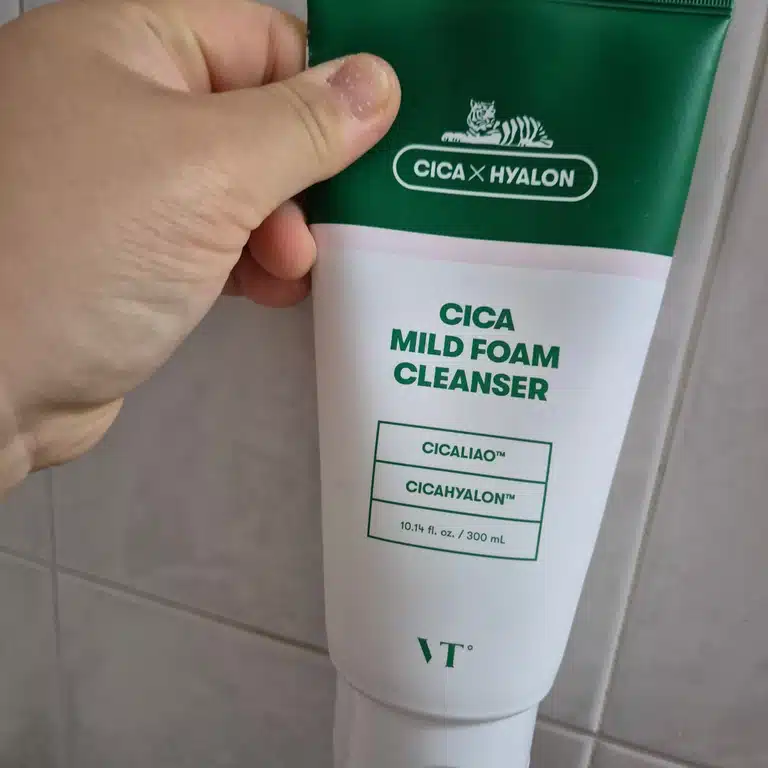 CICA X HYALON
CICA
MILD FOAM
CLEANSER
CICALIAO™
CICAHYALON™
10.14 fl. oz. / 300 mL
VT°